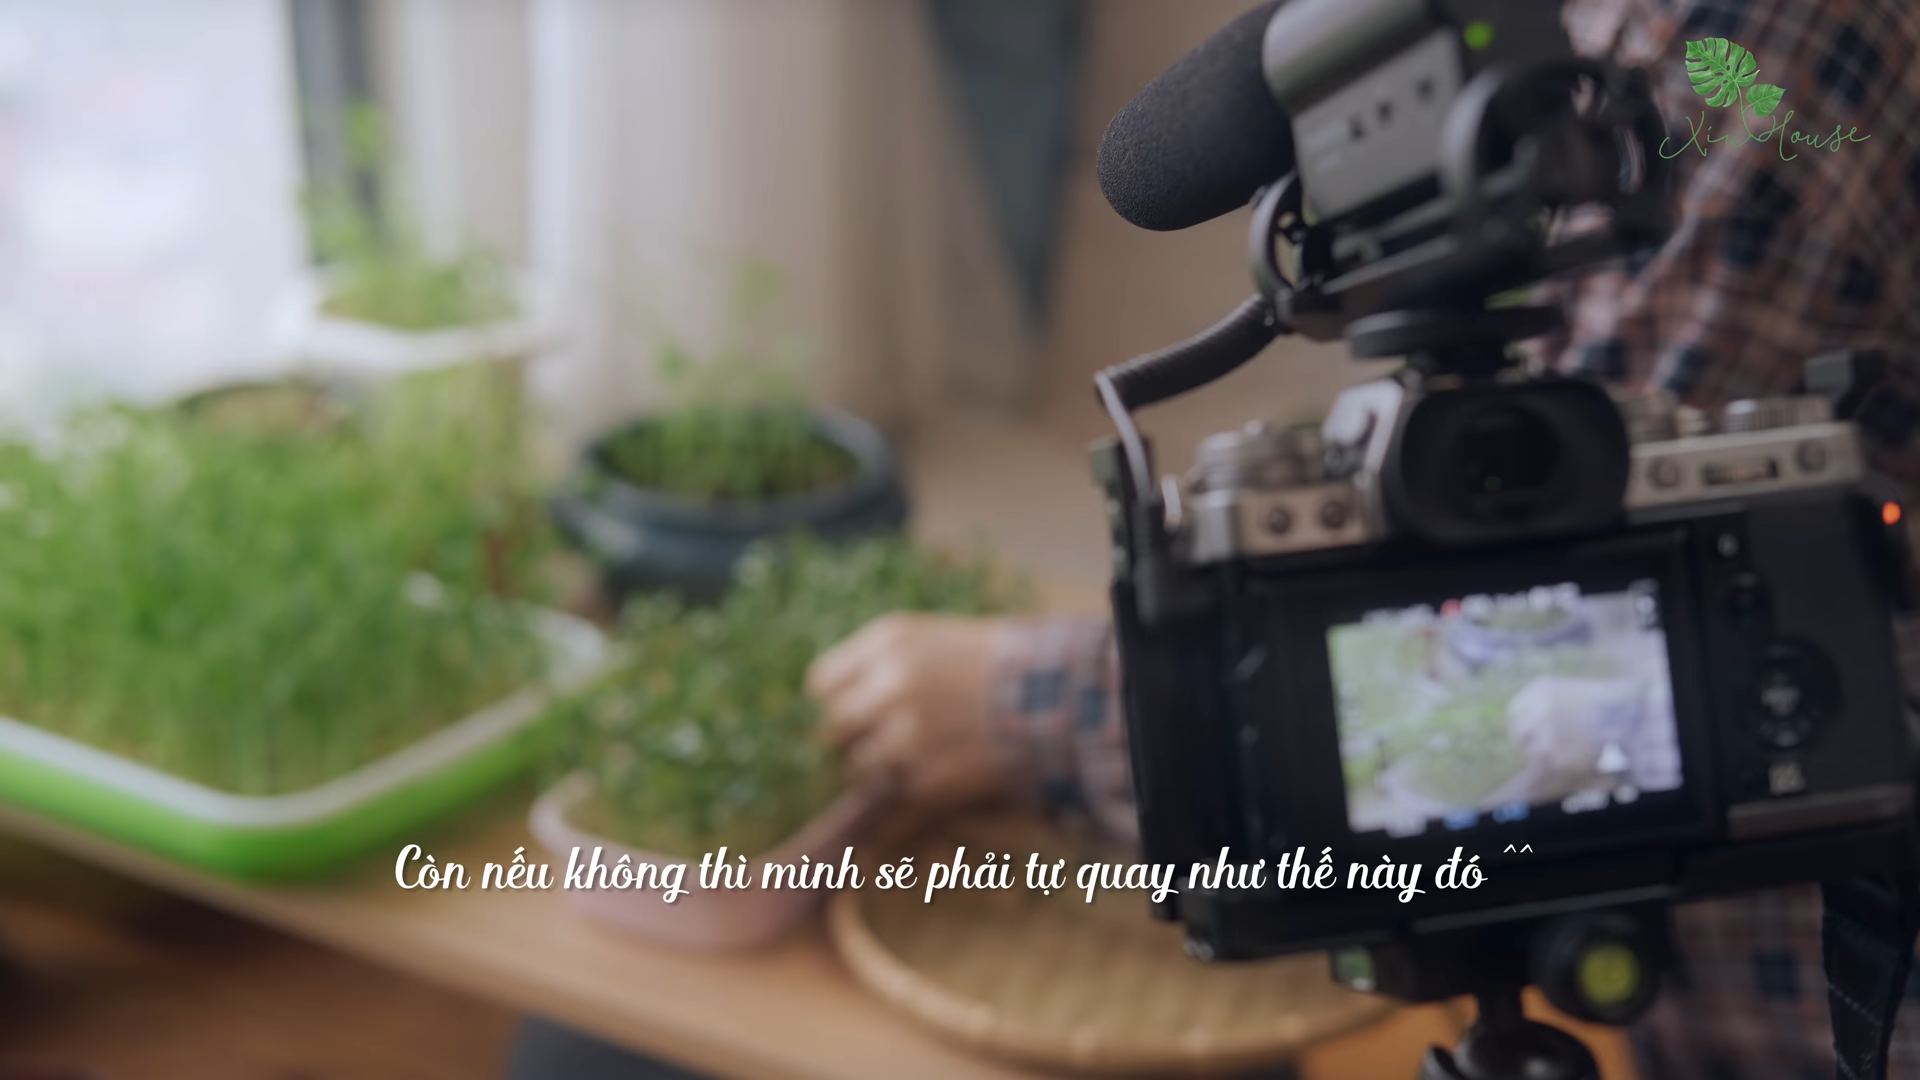 Xin House
Còn nếu không thì mình sẽ phải tự quay như thế này đó ^^